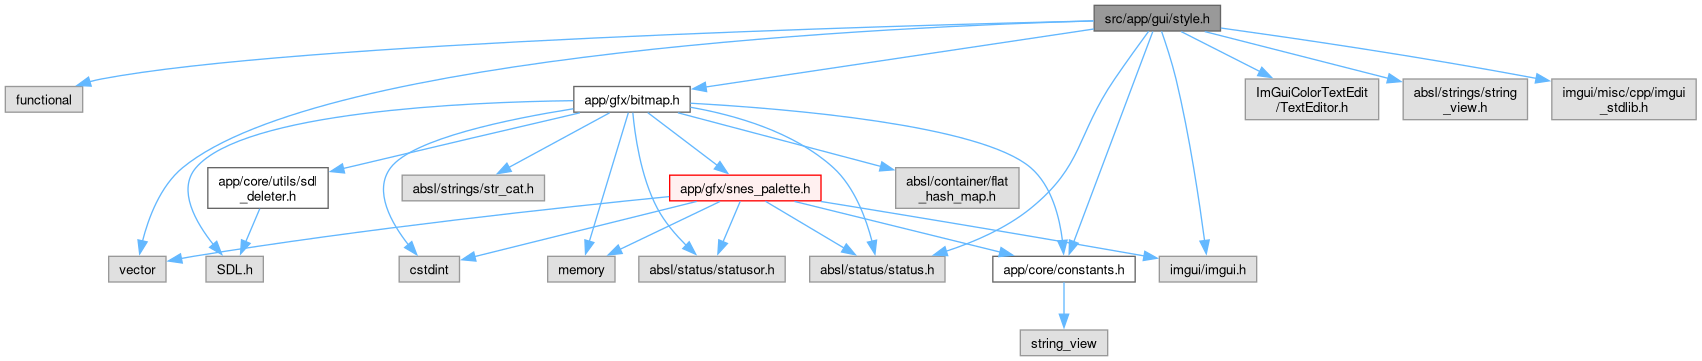 src/app/gui/style.h
functional
app/gfx/bitmap.h
ImGuiColorTextEdit
/TextEditor.h
absl/strings/string
_view.h
imgui/misc/cpp/imgui
_stdlib.h
app/core/utils/sdl
_deleter.h
absl/strings/str_cat.h
app/gfx/snes_palette.h
absl/container/flat
_hash_map.h
vector
SDL.h
cstdint
memory
absl/status/statusor.h
absl/status/status.h
app/core/constants.h
imgui/imgui.h
string_view